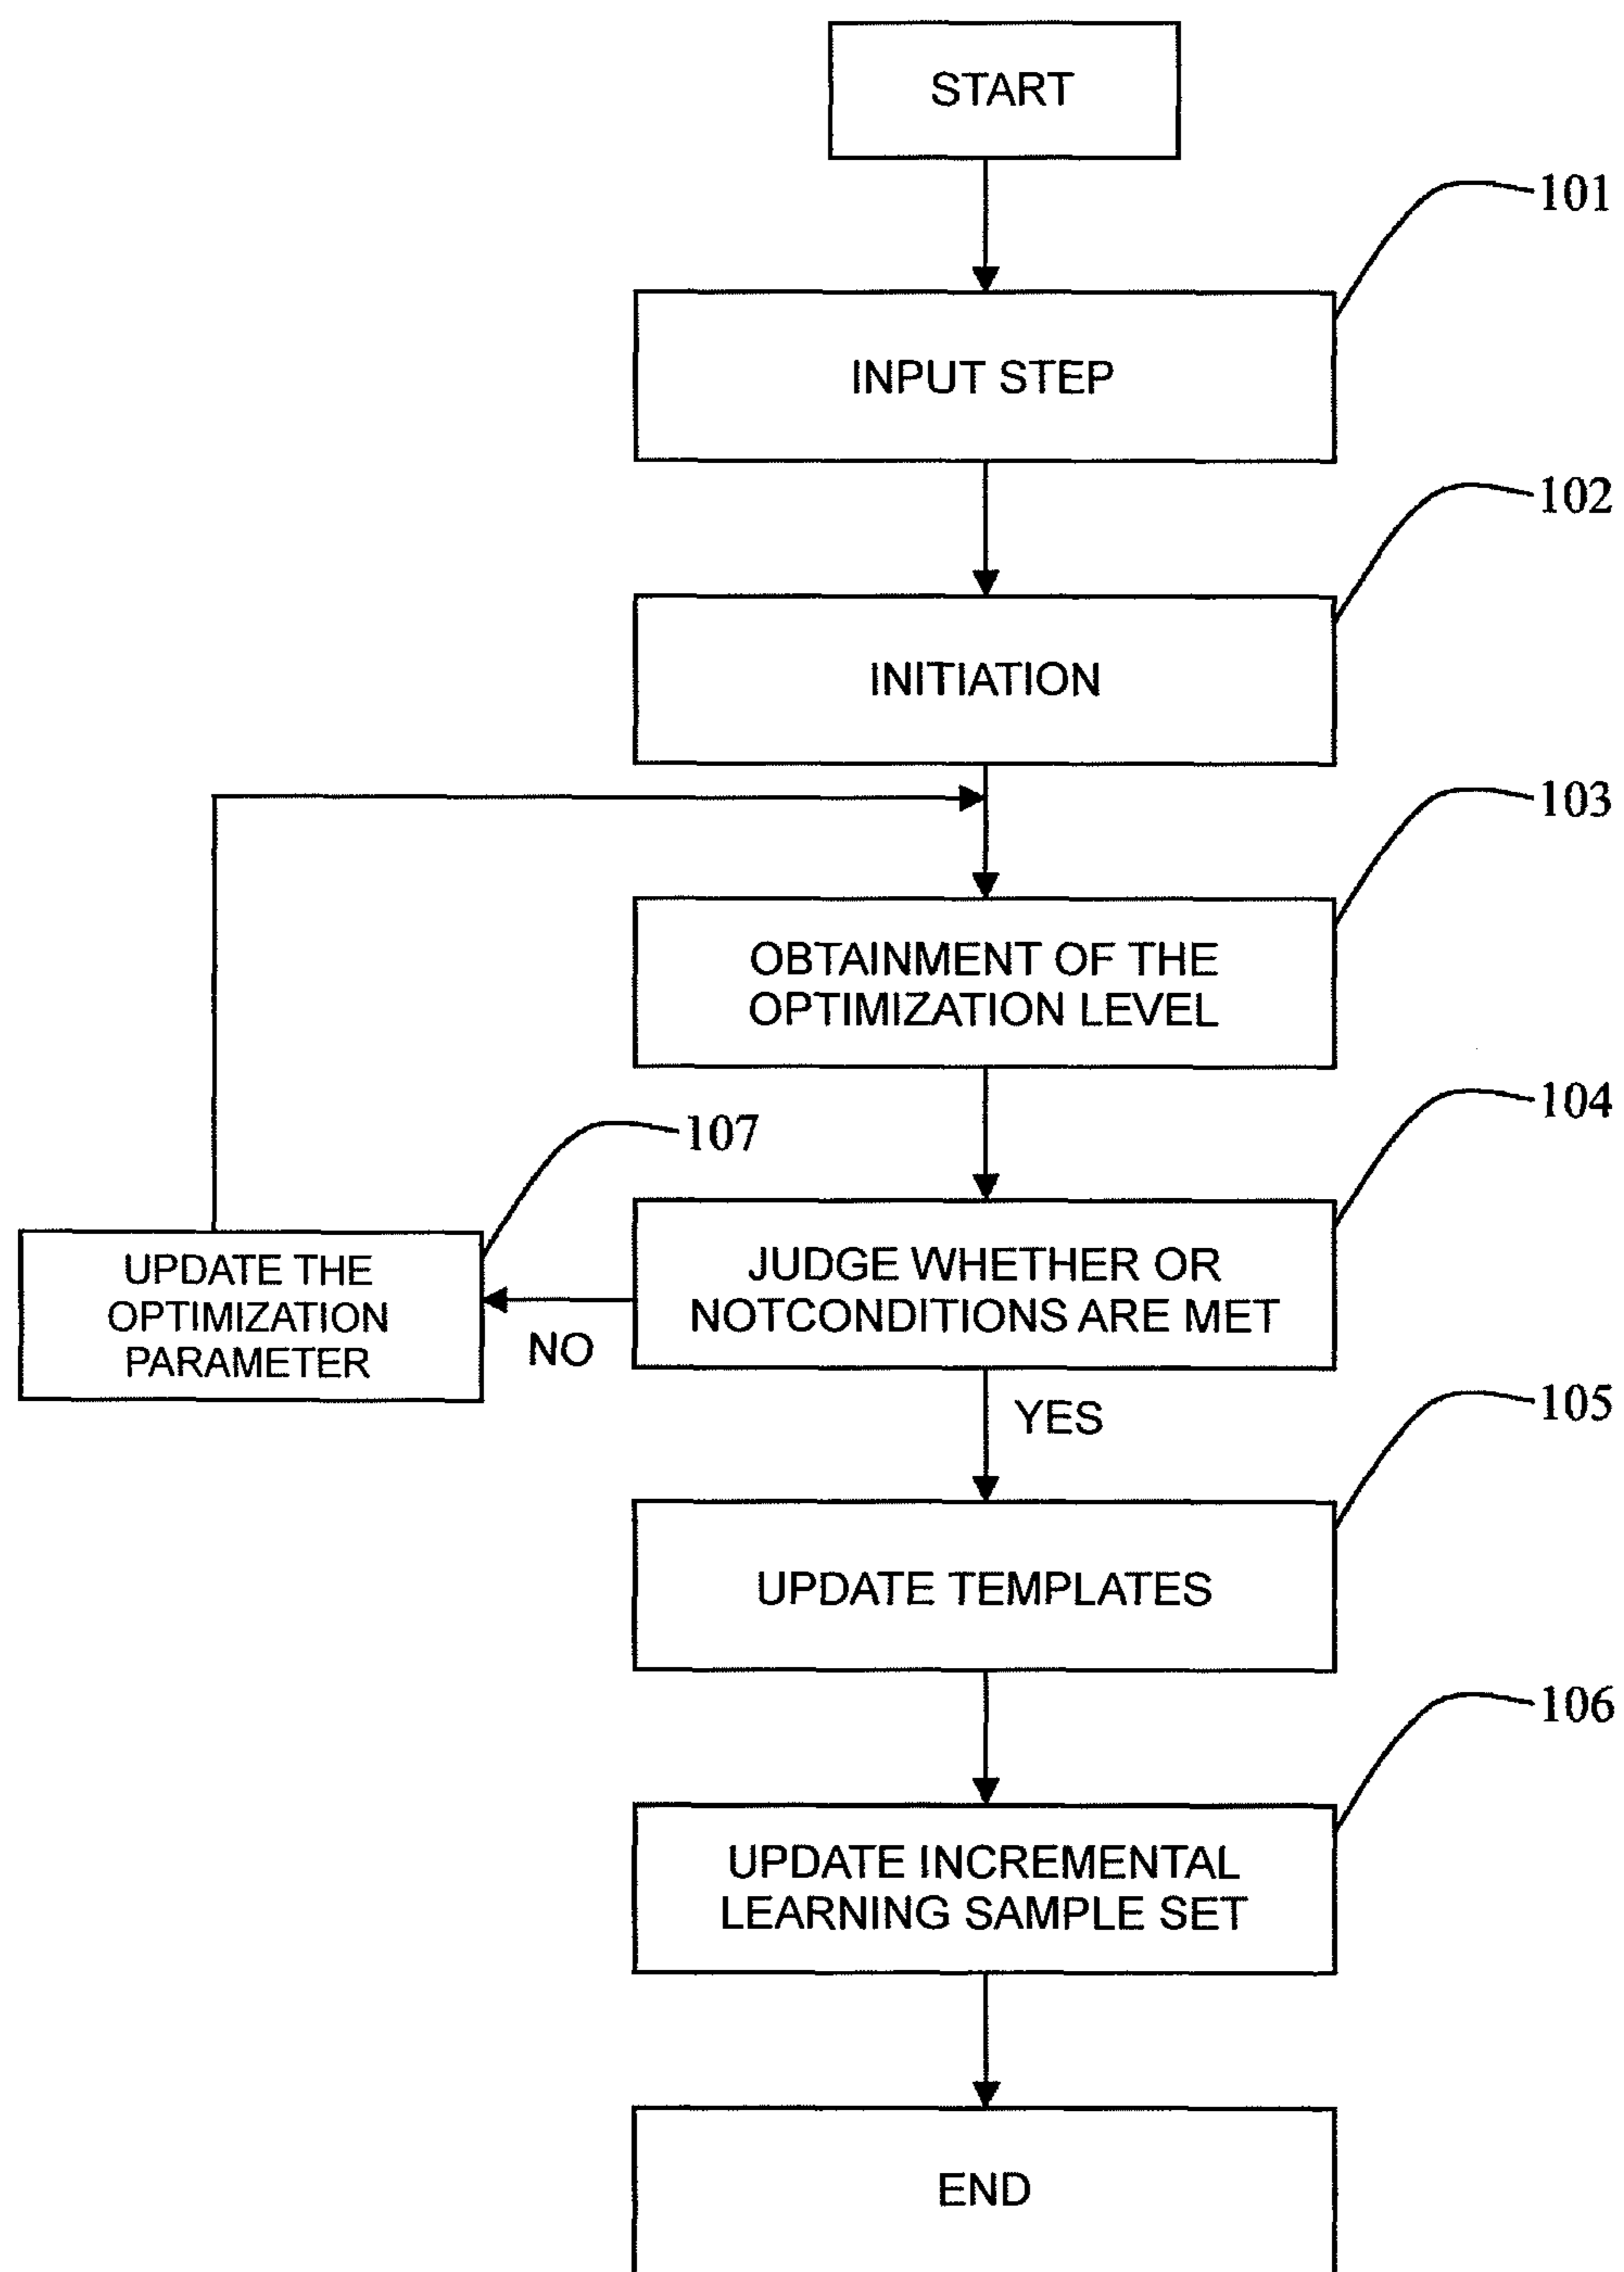 START
101
INPUT STEP
102
INITIATION
103
OBTAINMENT OF THE
OPTIMIZATION LEVEL
104
JUDGE WHETHER OR
NOTCONDITIONS ARE MET
107
UPDATE THE
OPTIMIZATION
PARAMETER
NO
YES
105
UPDATE TEMPLATES
106
UPDATE INCREMENTAL
LEARNING SAMPLE SET
END